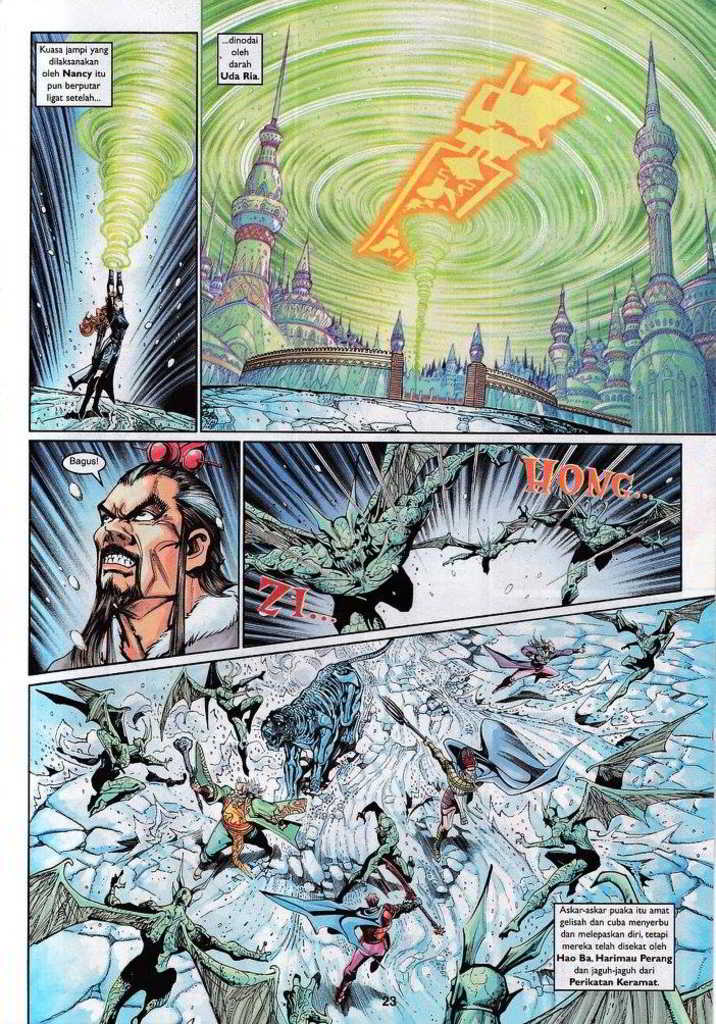 Kuasa jampi yang
dilaksanakan
oleh Nancy itu
pun berputar
ligat setelah...
...dinodai
oleh
darah
Uda Ria.
Bagus!
HONG...
ZI...
Askar-askar puaka itu amat
gelisah dan cuba menyerbu
dan melepaskan diri, tetapi
mereka telah disekat oleh
Hao Ba, Harimau Perang
dan jaguh-jaguh dari
Perikatan Keramat.
23